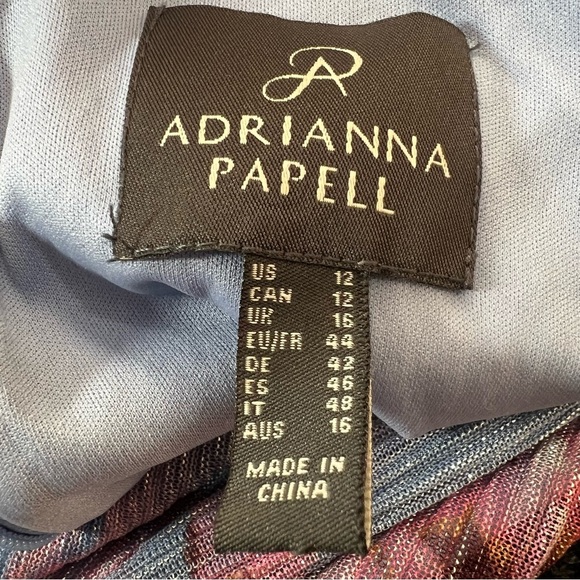 ADRIANNA
PAPELL
US 12
CAN 12
UK 16
EU/FR 44
DE 42
ES 46
IT 48
AUS 16
MADE IN
CHINA